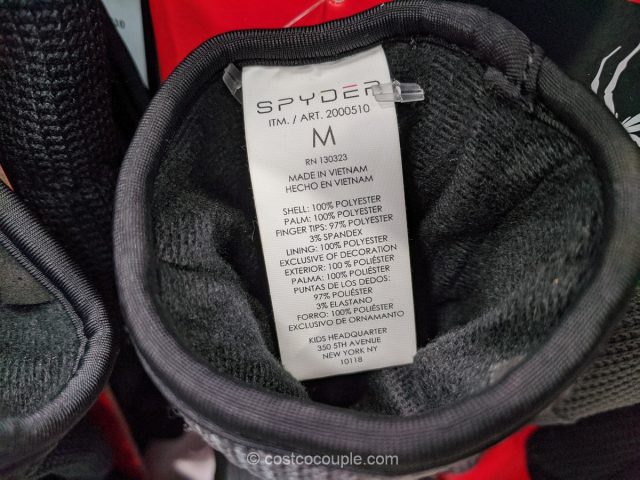 SPYDER
ITM. / ART. 2000510
M
RN 130323
MADE IN VIETNAM
HECHO EN VIETNAM
SHELL: 100% POLYESTER
PALM: 100% POLYESTER
FINGER TIPS: 97% POLYESTER
3% SPANDEX
LINING: 100% POLYESTER
EXCLUSIVE OF DECORATION
EXTERIOR: 100 % POLIÉSTER
PALMA: 100% POLIÉSTER
PUNTAS DE LOS DEDOS:
97% POLIÉSTER
3% ELASTANO
FORRO: 100% POLIÉSTER
EXCLUSIVO DE ORNAMANTO
KIDS HEADQUARTER
350 5TH AVENUE
NEW YORK NY
10118
© costcocouple.com